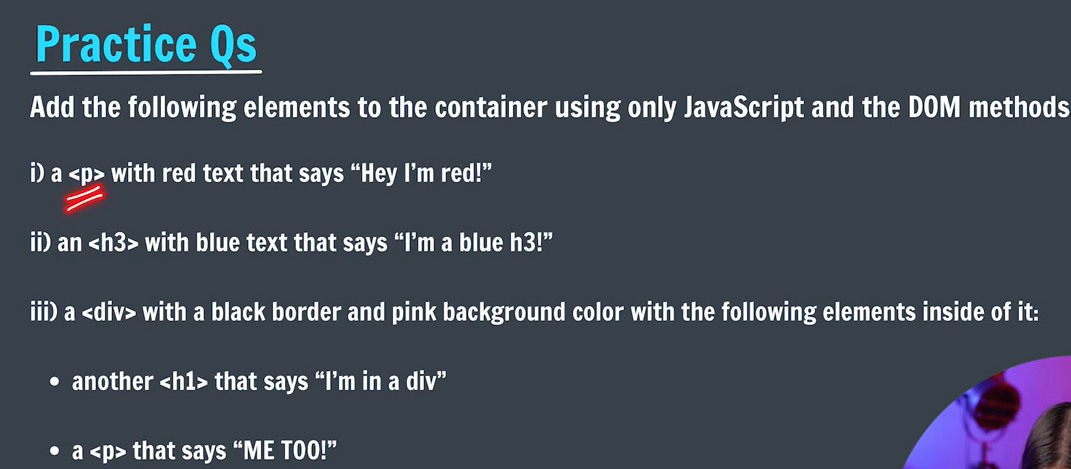 Practice Qs
Add the following elements to the container using only JavaScript and the DOM methods
i) a <p> with red text that says “Hey I’m red!”
ii) an <h3> with blue text that says “I’m a blue h3!”
iii) a <div> with a black border and pink background color with the following elements inside of it:
• another <h1> that says “I’m in a div”
• a <p> that says “ME TOO!”